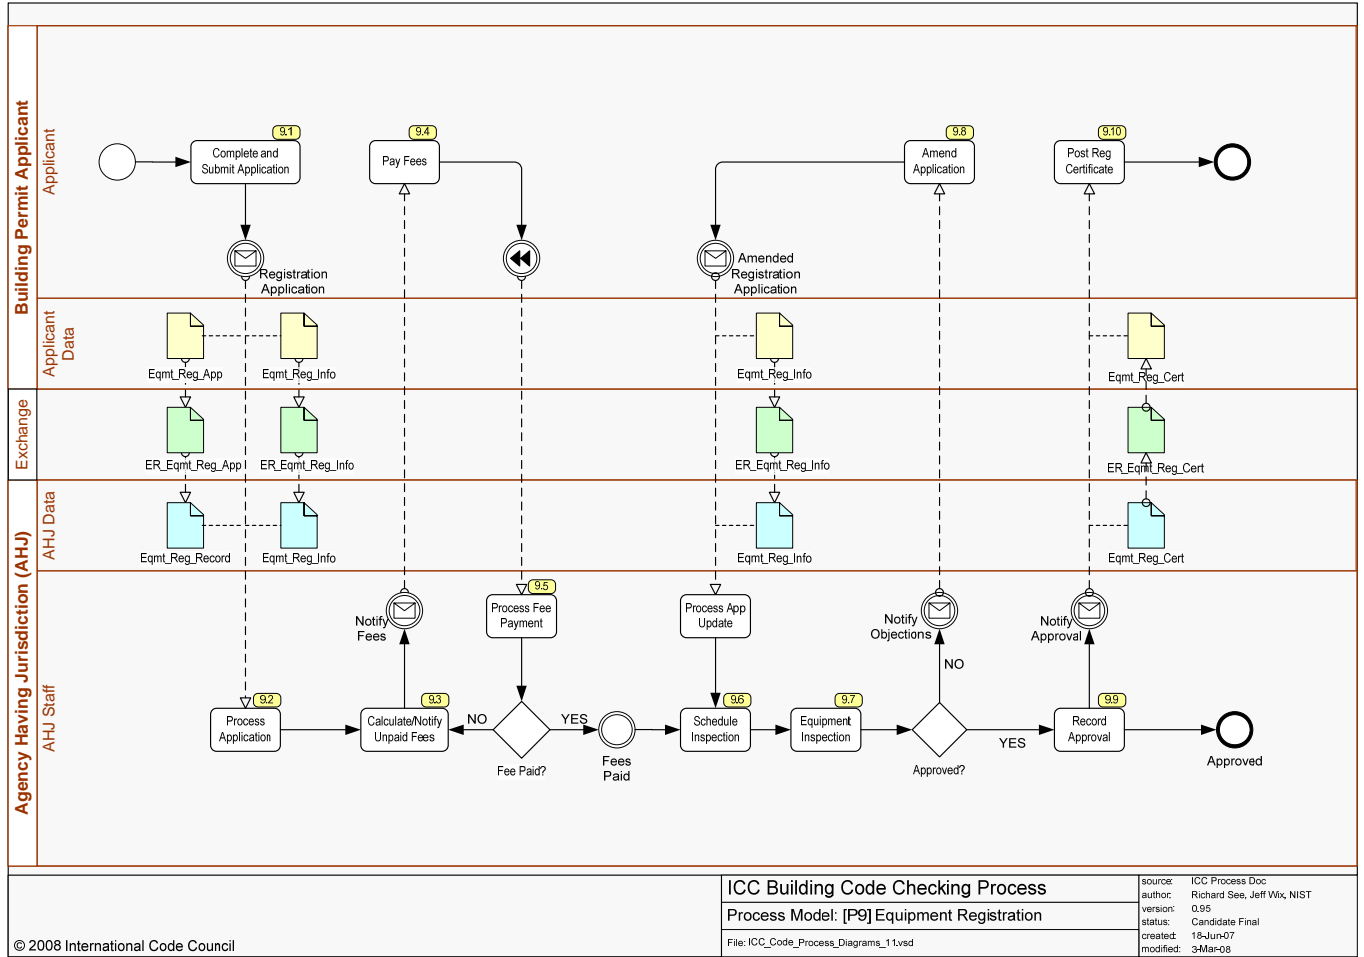 Building Permit Applicant
Applicant
9.1
Complete and
Submit Application
9.4
Pay Fees
9.8
Amend
Application
9.10
Post Reg
Certificate
Registration
Application
Amended
Registration
Application
Applicant
Data
Eqmt_Reg_App
Eqmt_Reg_Info
Eqmt_Reg_Info
Eqmt_Reg_Cert
Exchange
ER_Eqmt_Reg_App
ER_Eqmt_Reg_Info
ER_Eqmt_Reg_Info
ER_Eqmt_Reg_Cert
Agency Having Jurisdiction (AHJ)
AHJ Data
Eqmt_Reg_Record
Eqmt_Reg_Info
Eqmt_Reg_Info
Eqmt_Reg_Cert
AHJ Staff
Notify
Fees
9.5
Process Fee
Payment
Process App
Update
Notify
Objections
Notify
Approval
9.2
Process
Application
9.3
Calculate/Notify
Unpaid Fees
NO
Fee Paid?
YES
Fees
Paid
9.6
Schedule
Inspection
9.7
Equipment
Inspection
NO
Approved?
YES
9.9
Record
Approval
Approved
© 2008 International Code Council
ICC Building Code Checking Process
Process Model: [P9] Equipment Registration
File: ICC_Code_Process_Diagrams_11.vsd
source: ICC Process Doc
author: Richard See, Jeff Wix, NIST
version: 0.95
status: Candidate Final
created: 18-Jun-07
modified: 3-Mar-08